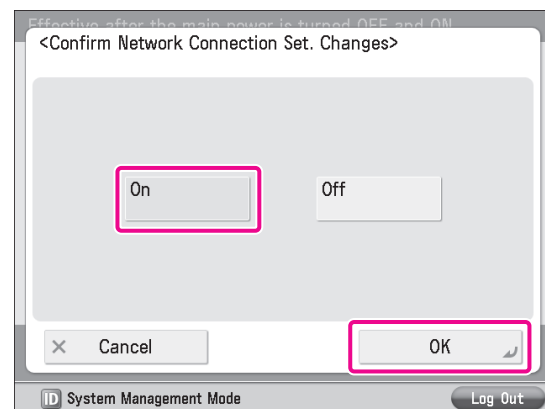 Effective after the main power is turned OFF and ON
<Confirm Network Connection Set. Changes>
On
Off
× Cancel
OK
ID System Management Mode
Log Out